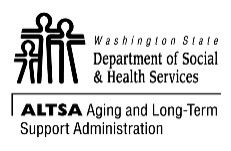 Washington State
Department of Social
& Health Services
ALTSA Aging and Long-Term
Support Administration